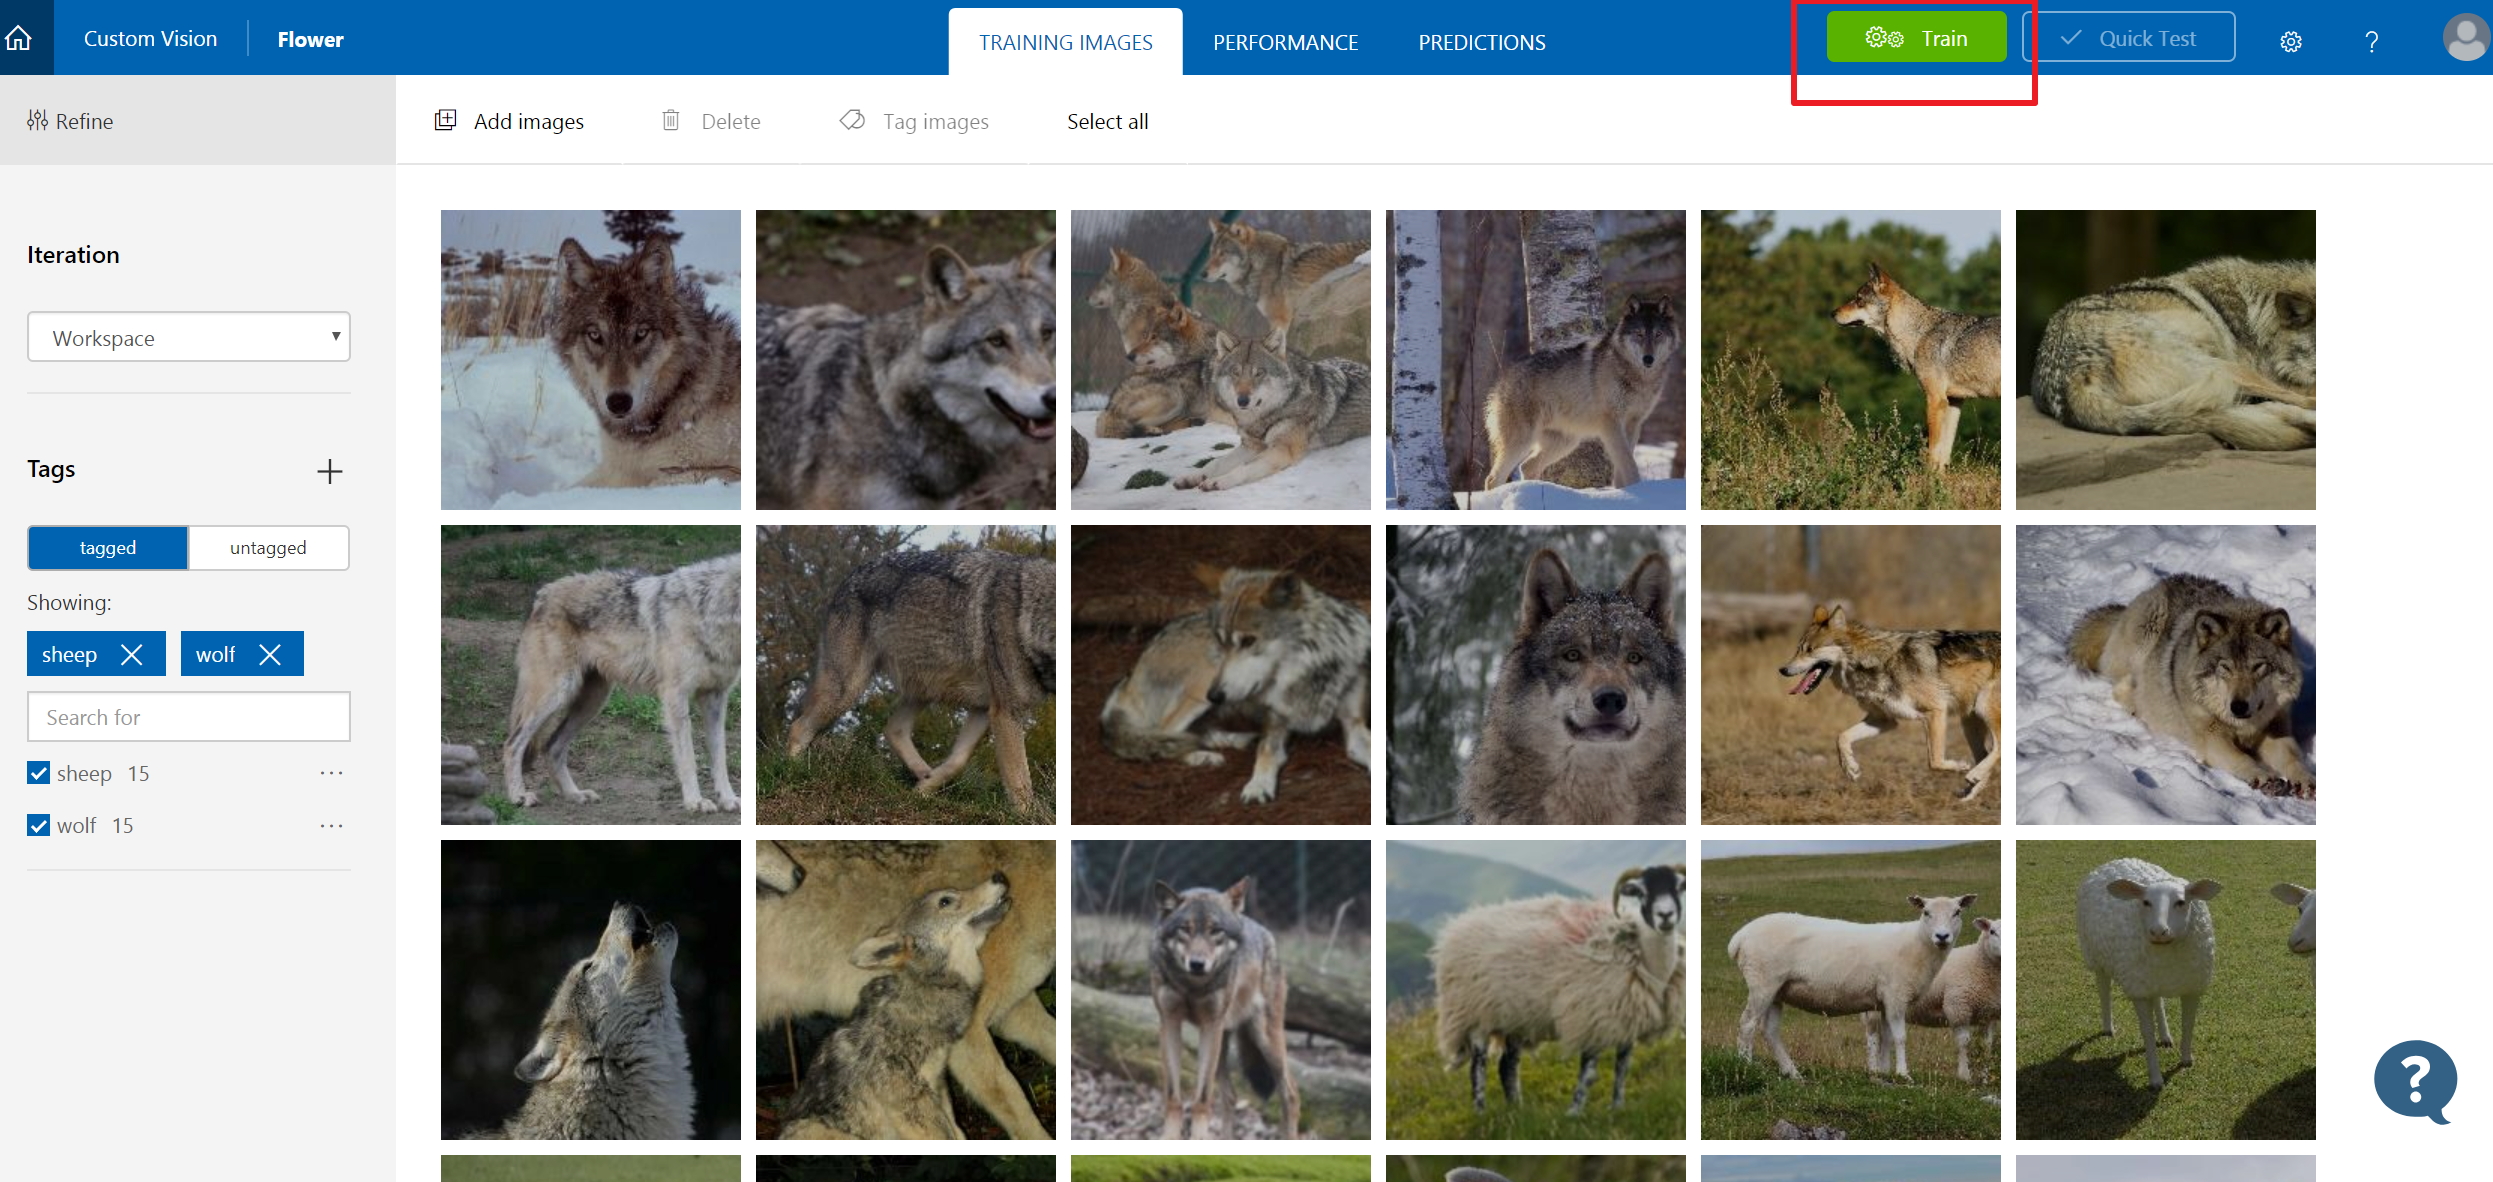 Custom Vision Flower TRAINING IMAGES PERFORMANCE PREDICTIONS Train Quick Test ?
Refine Add images Delete Tag images Select all
Iteration
Workspace
Tags
tagged untagged
Showing:
sheep wolf
Search for
sheep 15 ...
wolf 15 ...
?